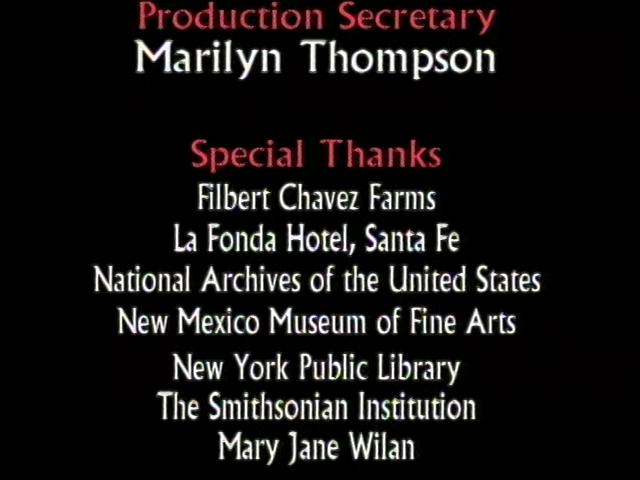 Production Secretary
Marilyn Thompson
Special Thanks
Filbert Chavez Farms
La Fonda Hotel, Santa Fe
National Archives of the United States
New Mexico Museum of Fine Arts
New York Public Library
The Smithsonian Institution
Mary Jane Wilan